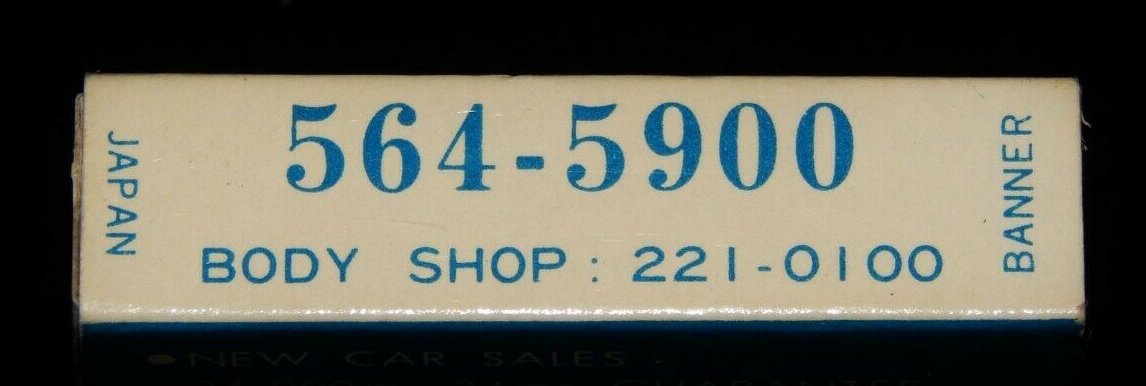 JAPAN
564-5900
BODY SHOP: 221-0100
BANNER
• NEW CAR SALES